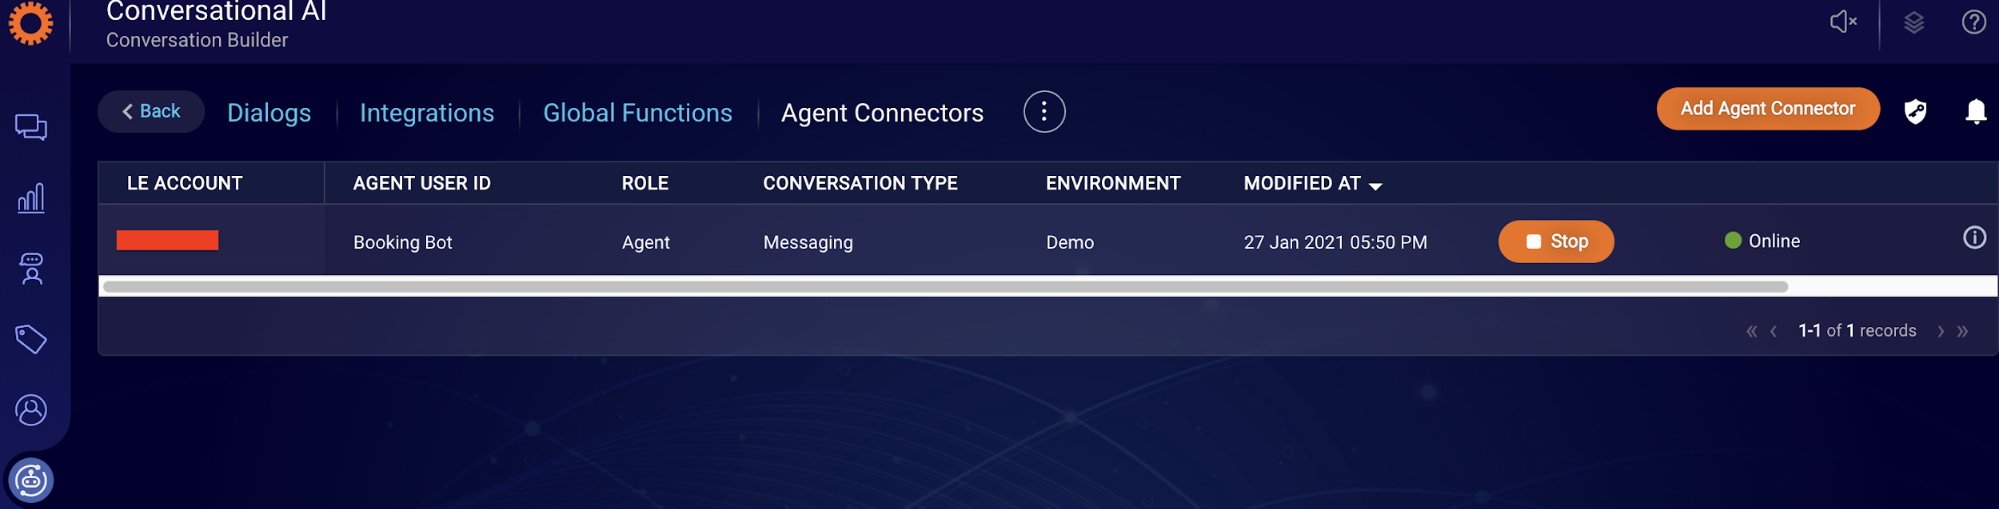 Conversational AI
Conversation Builder
Back Dialogs Integrations Global Functions Agent Connectors Add Agent Connector
LE ACCOUNT AGENT USER ID ROLE CONVERSATION TYPE ENVIRONMENT MODIFIED AT
Booking Bot Agent Messaging Demo 27 Jan 2021 05:50 PM Stop Online
1-1 of 1 records